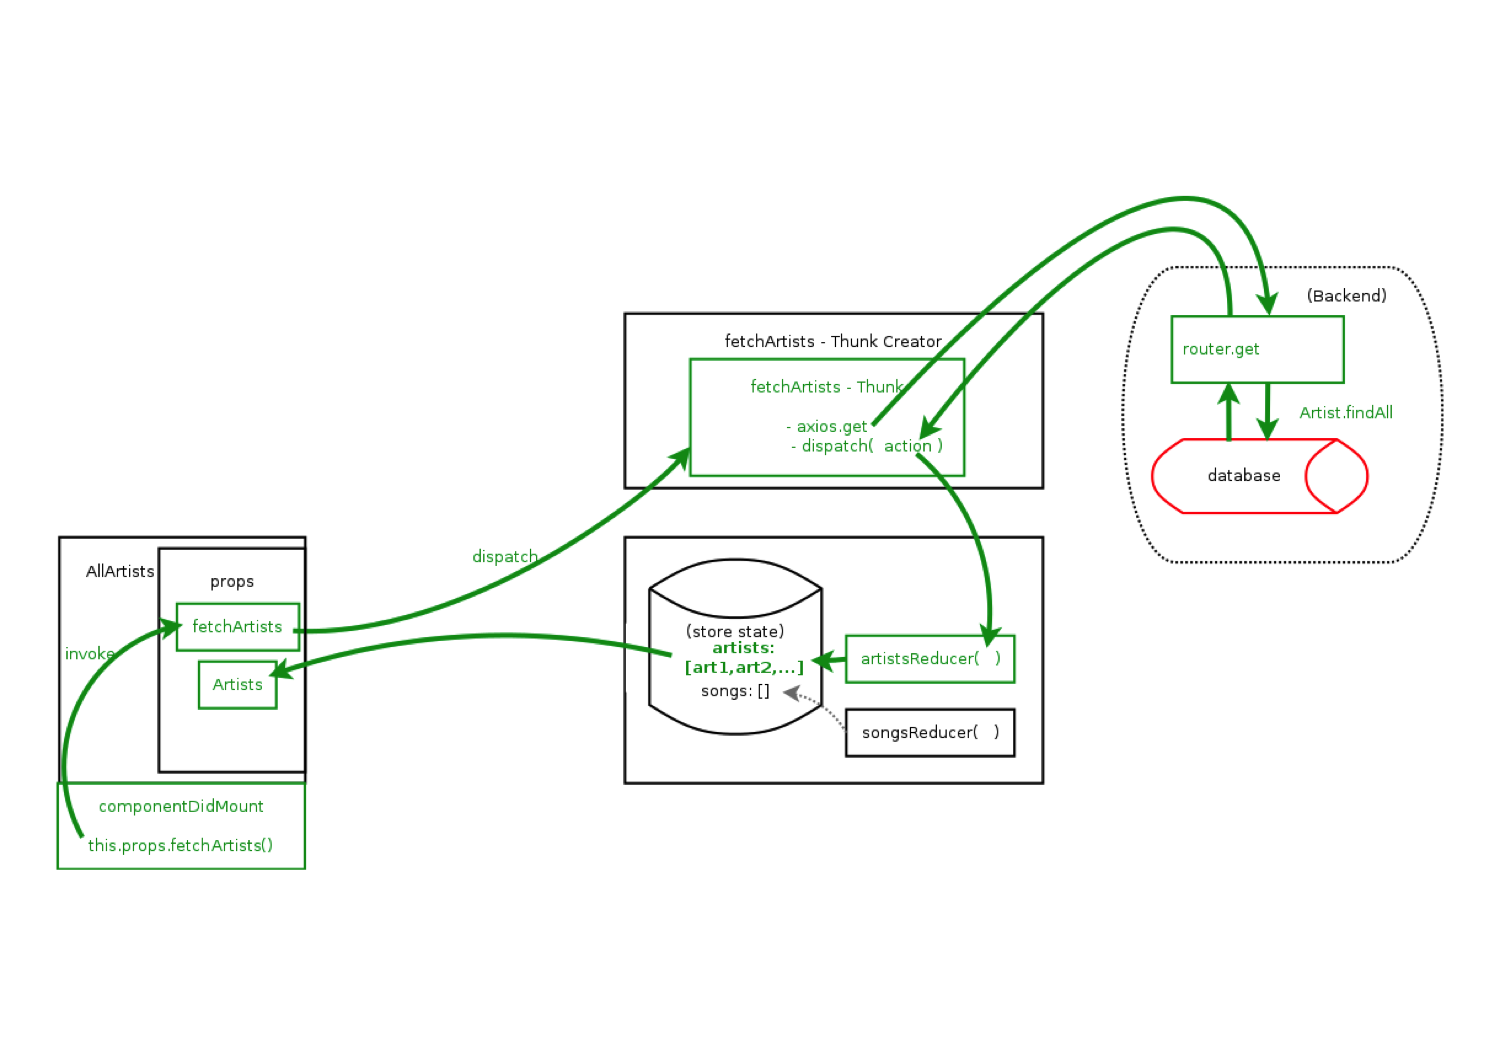 (Backend)
router.get
Artist.findAll
database
fetchArtists - Thunk Creator
fetchArtists - Thunk
- axios.get
- dispatch(  action )
dispatch
AllArtists
props
fetchArtists
invoke
Artists
componentDidMount
this.props.fetchArtists()
(store state)
artists:
[art1,art2,...]
songs: []
artistsReducer(   )
songsReducer(   )